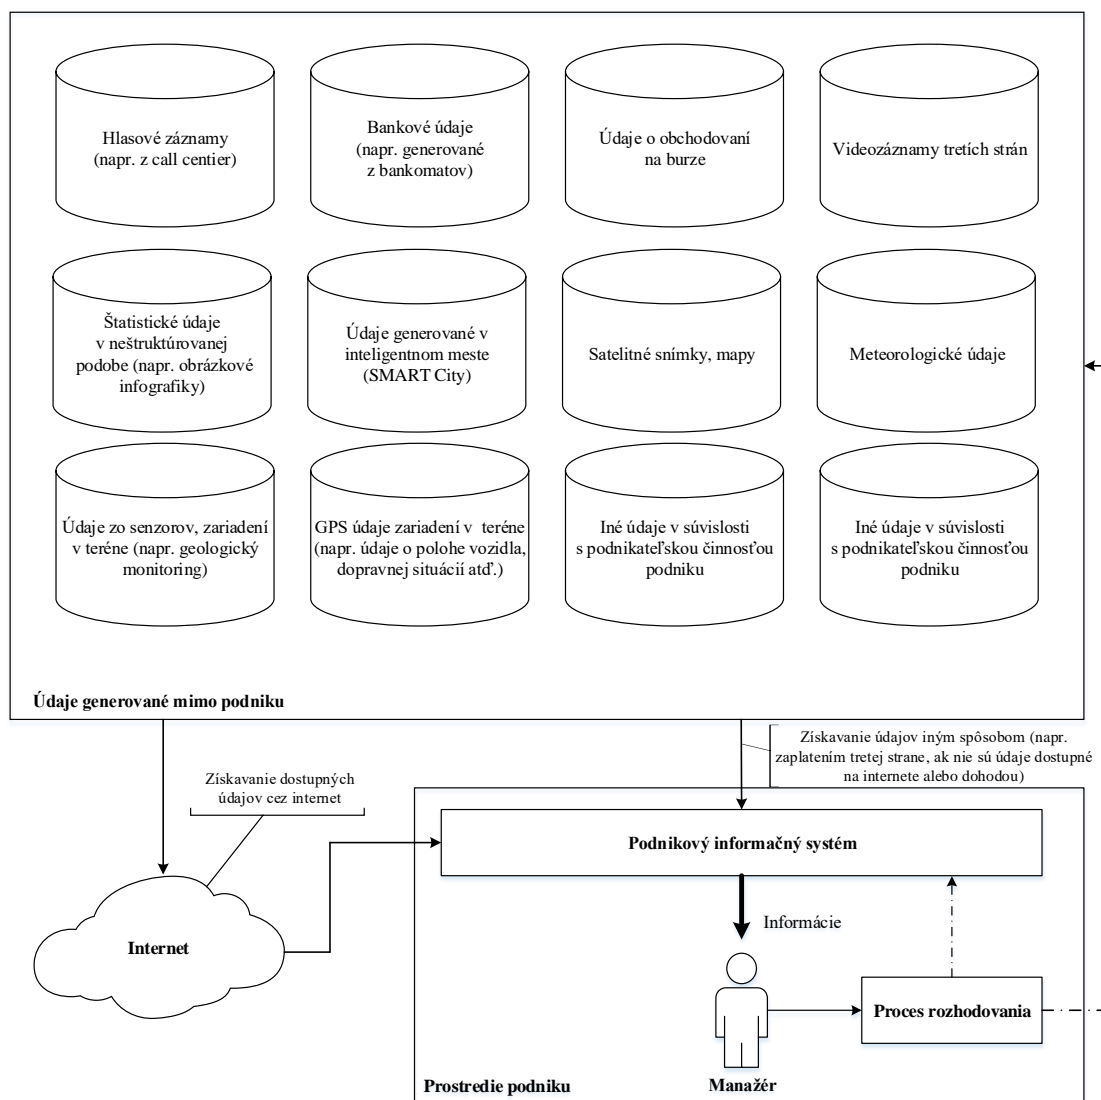 Hlasové záznamy
(napr. z call centier)
Bankové údaje
(napr. generované
z bankomatov)
Údaje o obchodovaní
na burze
Videozáznamy tretích strán
Štatistické údaje
v neštruktúrovanej
podobe (napr. obrázkové
infografiky)
Údaje generované v
inteligentnom meste
(SMART City)
Satelitné snímky, mapy
Meteorologické údaje
Údaje zo senzorov, zariadení
v teréne (napr. geologický
monitoring)
GPS údaje zariadení v  teréne
(napr. údaje o polohe vozidla,
dopravnej situácií atď.)
Iné údaje v súvislosti
s podnikateľskou činnosťou
podniku
Iné údaje v súvislosti
s podnikateľskou činnosťou
podniku
Údaje generované mimo podniku
Získavanie údajov iným spôsobom (napr.
zaplatením tretej strane, ak nie sú údaje dostupné
na internete alebo dohodou)
Získavanie dostupných
údajov cez internet
Podnikový informačný systém
Informácie
Internet
Proces rozhodovania
Manažér
Prostredie podniku